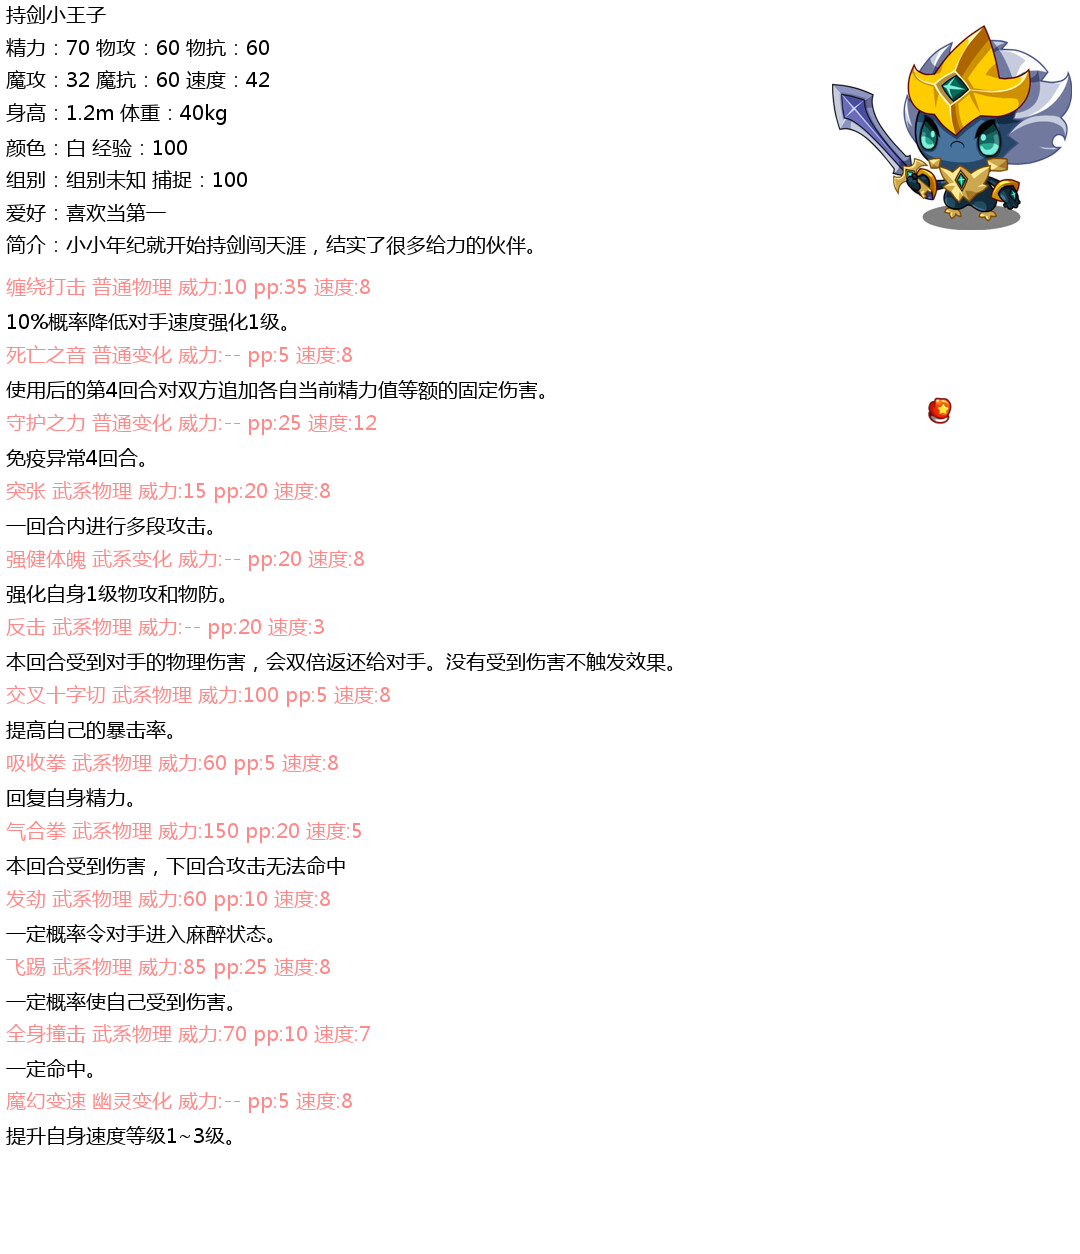 持剑小王子
精力：70 物攻：60 物抗：60
魔攻：32 魔抗：60 速度：42
身高：1.2m 体重：40kg
颜色：白 经验：100
组别：组别未知 捕捉：100
爱好：喜欢当第一
简介：小小年纪就开始持剑闯天涯，结实了很多给力的伙伴。
缠绕打击 普通物理 威力:10 pp:35 速度:8
10%概率降低对手速度强化1级。
死亡之音 普通变化 威力:-- pp:5 速度:8
使用后的第4回合对双方追加各自当前精力值等额的固定伤害。
守护之力 普通变化 威力:-- pp:25 速度:12
免疫异常4回合。
突张 武系物理 威力:15 pp:20 速度:8
一回合内进行多段攻击。
强健体魄 武系变化 威力:-- pp:20 速度:8
强化自身1级物攻和物防。
反击 武系物理 威力:-- pp:20 速度:3
本回合受到对手的物理伤害，会双倍返还给对手。没有受到伤害不触发效果。
交叉十字切 武系物理 威力:100 pp:5 速度:8
提高自己的暴击率。
吸收拳 武系物理 威力:60 pp:5 速度:8
回复自身精力。
气合拳 武系物理 威力:150 pp:20 速度:5
本回合受到伤害，下回合攻击无法命中
发劲 武系物理 威力:60 pp:10 速度:8
一定概率令对手进入麻醉状态。
飞踢 武系物理 威力:85 pp:25 速度:8
一定概率使自己受到伤害。
全身撞击 武系物理 威力:70 pp:10 速度:7
一定命中。
魔幻变速 幽灵变化 威力:-- pp:5 速度:8
提升自身速度等级1~3级。